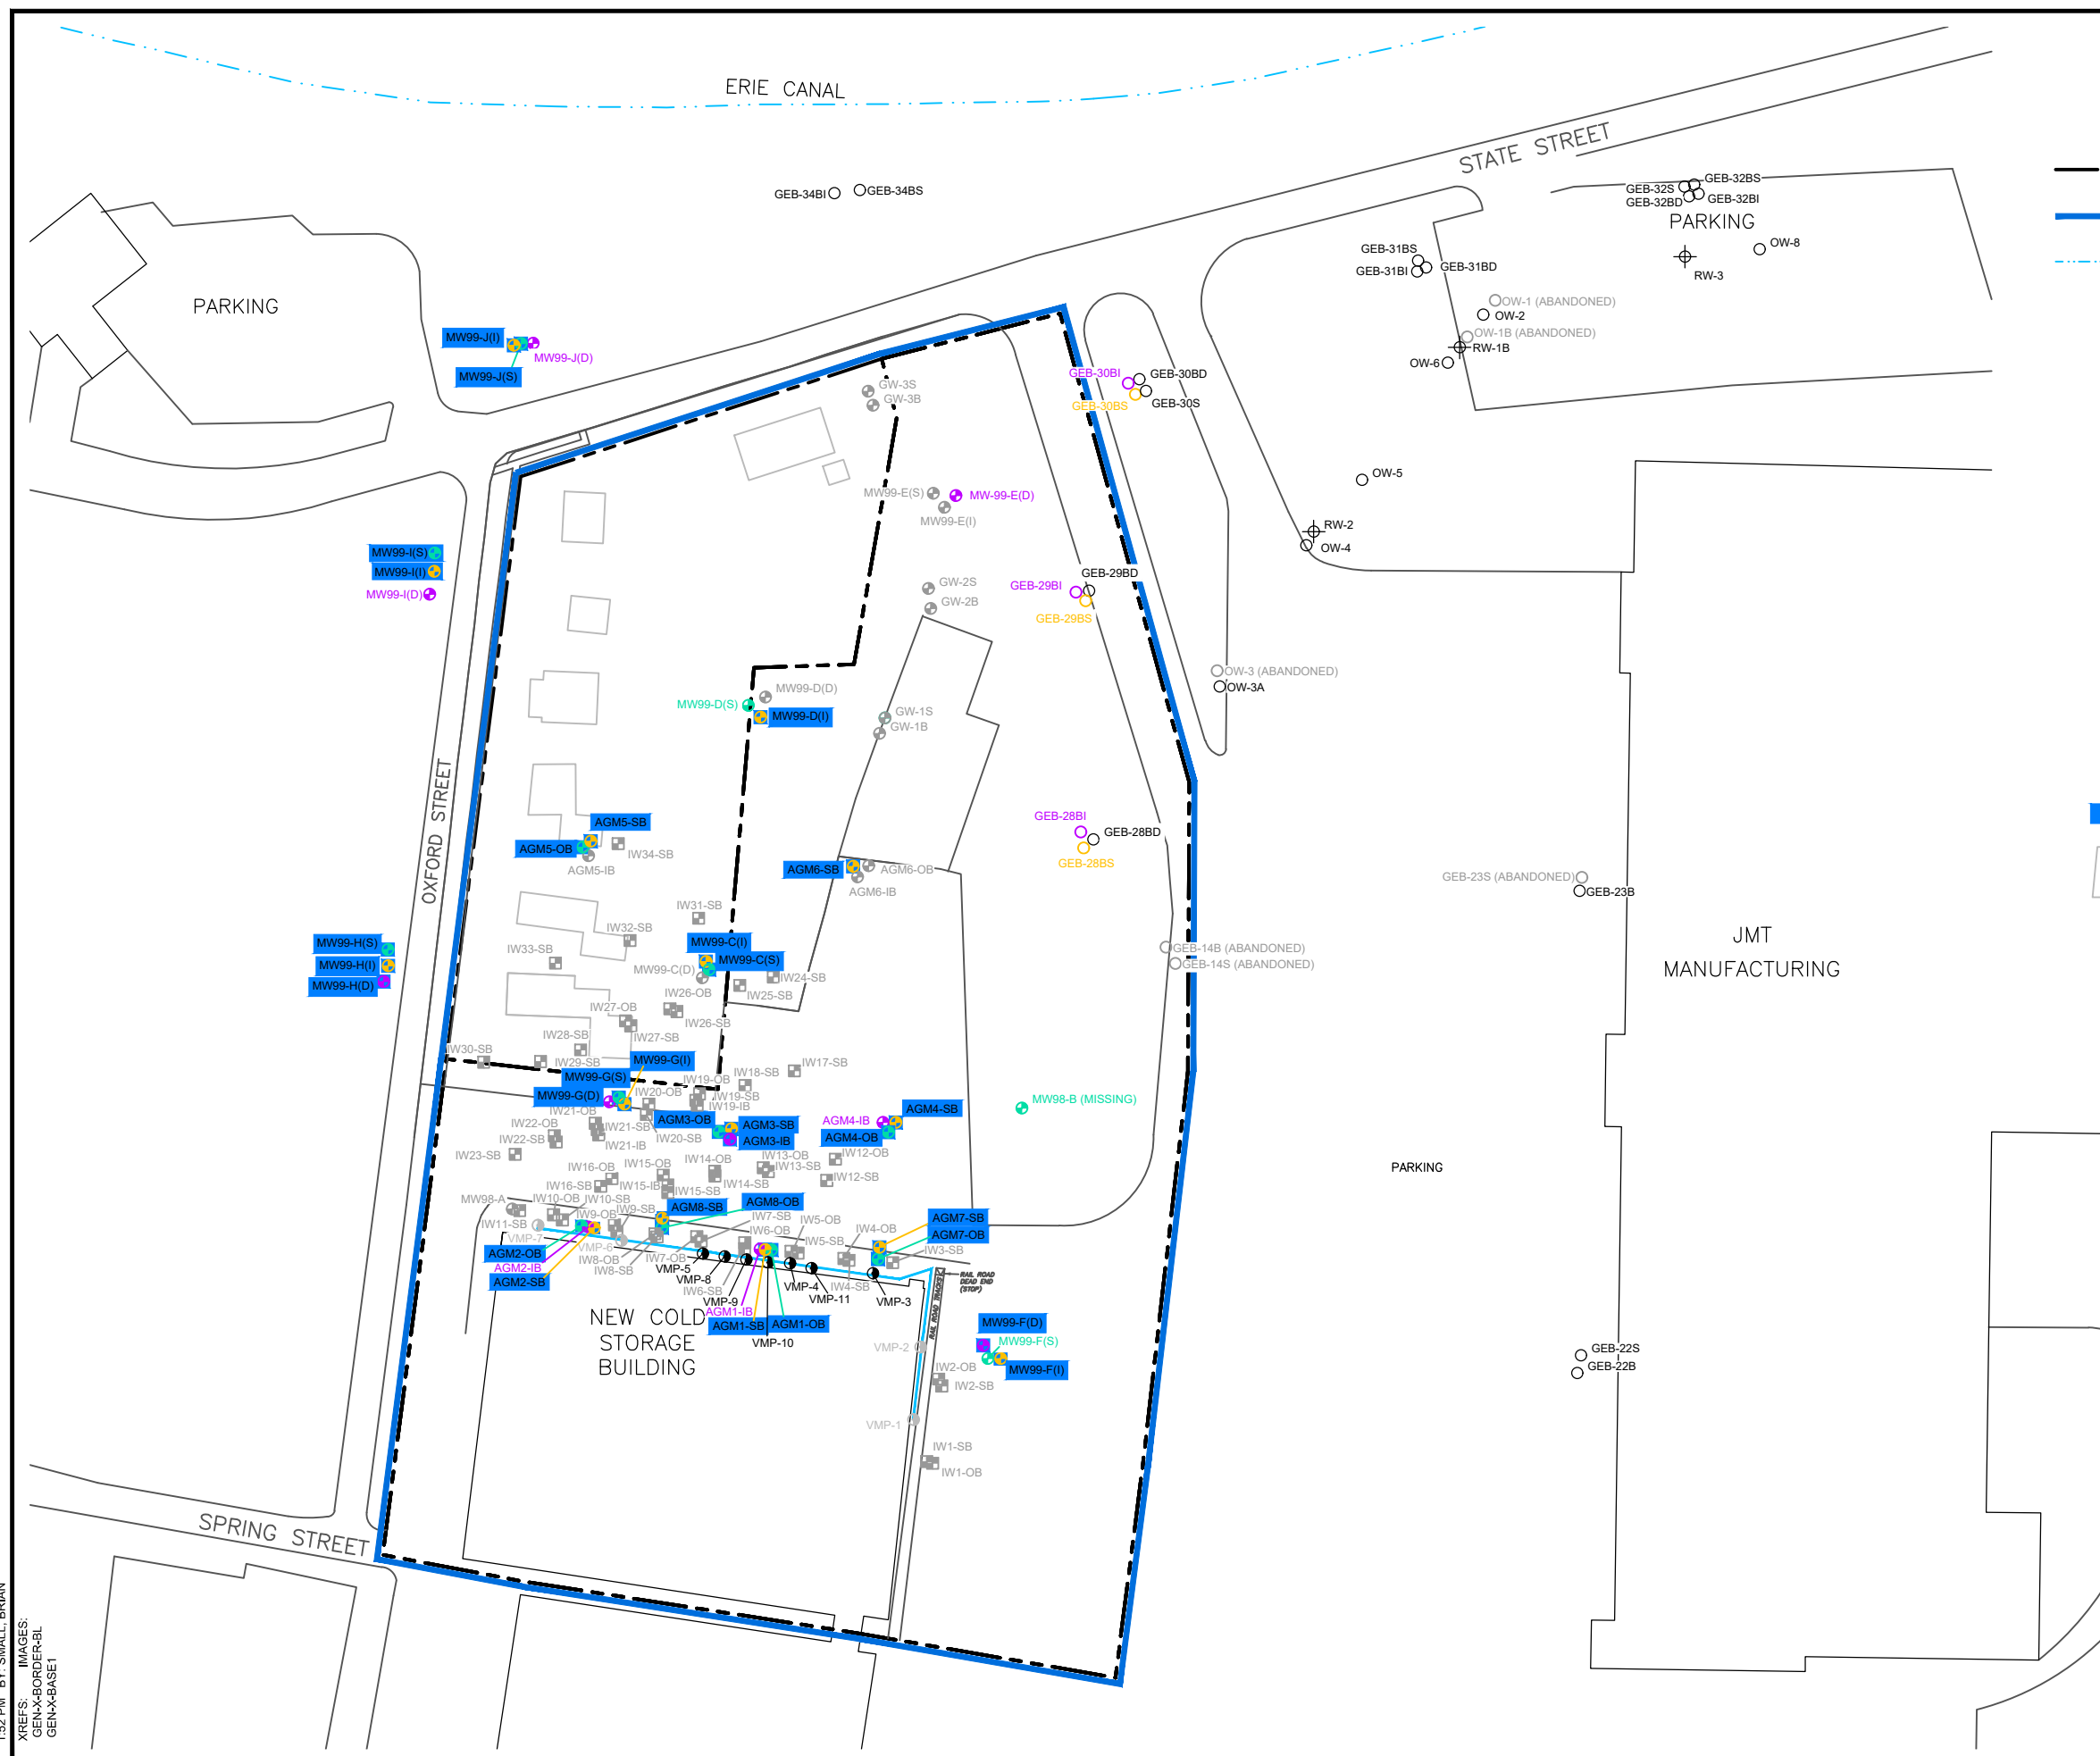 ERIE CANAL
STATE STREET
GEB-34BI
GEB-34BS
GEB-32S
GEB-32BS
GEB-32BD
GEB-32BI
PARKING
OW-8
RW-3
GEB-31BS
GEB-31BI
GEB-31BD
OW-1 (ABANDONED)
OW-2
OW-1B (ABANDONED)
RW-1B
OW-6
PARKING
MW99-J(I)
MW99-J(D)
MW99-J(S)
GEB-30BI
GEB-30BD
GEB-30BS
GEB-30S
GW-3S
GW-3B
OW-5
MW99-E(S)
MW-99-E(D)
MW99-E(I)
RW-2
OW-4
MW99-I(S)
MW99-I(I)
MW99-I(D)
GW-2S
GW-2B
GEB-29BD
GEB-29BI
GEB-29BS
OW-3 (ABANDONED)
OW-3A
MW99-D(D)
MW99-D(S)
MW99-D(I)
GW-1S
GW-1B
OXFORD STREET
AGM5-SB
AGM5-OB
IW34-SB
AGM5-IB
AGM6-SB
AGM6-OB
AGM6-IB
GEB-28BI
GEB-28BD
GEB-28BS
GEB-23S (ABANDONED)
GEB-23B
IW31-SB
IW32-SB
IW33-SB
MW99-C(I)
MW99-C(S)
MW99-C(D)
IW24-SB
IW25-SB
MW99-H(S)
MW99-H(I)
MW99-H(D)
GEB-14B (ABANDONED)
GEB-14S (ABANDONED)
JMT
MANUFACTURING
IW26-OB
IW26-SB
IW27-OB
IW27-SB
IW28-SB
IW30-SB
IW29-SB
MW99-G(I)
MW99-G(S)
MW99-G(D)
IW17-SB
IW18-SB
IW19-OB
IW19-SB
IW19-IB
IW20-OB
IW20-SB
IW21-OB
IW21-SB
IW21-IB
IW22-OB
IW22-SB
IW23-SB
AGM3-OB
AGM3-SB
AGM3-IB
AGM4-IB
AGM4-SB
AGM4-OB
MW98-B (MISSING)
PARKING
IW12-OB
IW12-SB
IW13-OB
IW13-SB
IW14-OB
IW14-SB
IW15-OB
IW15-IB
IW15-SB
IW16-OB
IW16-SB
MW98-A
IW10-OB
IW10-SB
IW11-SB
IW9-OB
IW9-SB
VMP-7
VMP-6
AGM8-SB
AGM8-OB
AGM2-OB
AGM2-IB
AGM2-SB
IW8-OB
IW8-SB
IW7-SB
IW7-OB
IW6-OB
IW6-SB
IW5-OB
IW5-SB
IW4-OB
IW4-SB
IW3-SB
AGM7-SB
AGM7-OB
VMP-5
VMP-8
VMP-9
VMP-4
VMP-11
VMP-3
AGM1-IB
AGM1-SB
AGM1-OB
VMP-10
RAIL ROAD
DEAD END
(STOP)
RAIL ROAD TRACKS
NEW COLD
STORAGE
BUILDING
MW99-F(D)
MW99-F(S)
MW99-F(I)
VMP-2
IW2-OB
IW2-SB
VMP-1
IW1-SB
IW1-OB
GEB-22S
GEB-22B
SPRING STREET
1:52 PM BY: SMALL, BRIAN
XREFS: IMAGES:
GEN-X-BORDER-BL
GEN-X-BASE1